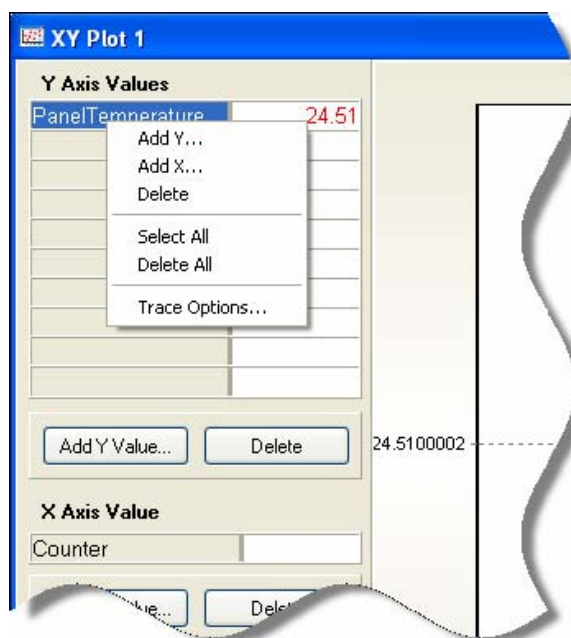 XY Plot 1
Y Axis Values
PanelTemperature 24.51
Add Y...
Add X...
Delete
Select All
Delete All
Trace Options...
Add Y Value... Delete
24.5100002
X Axis Value
Counter